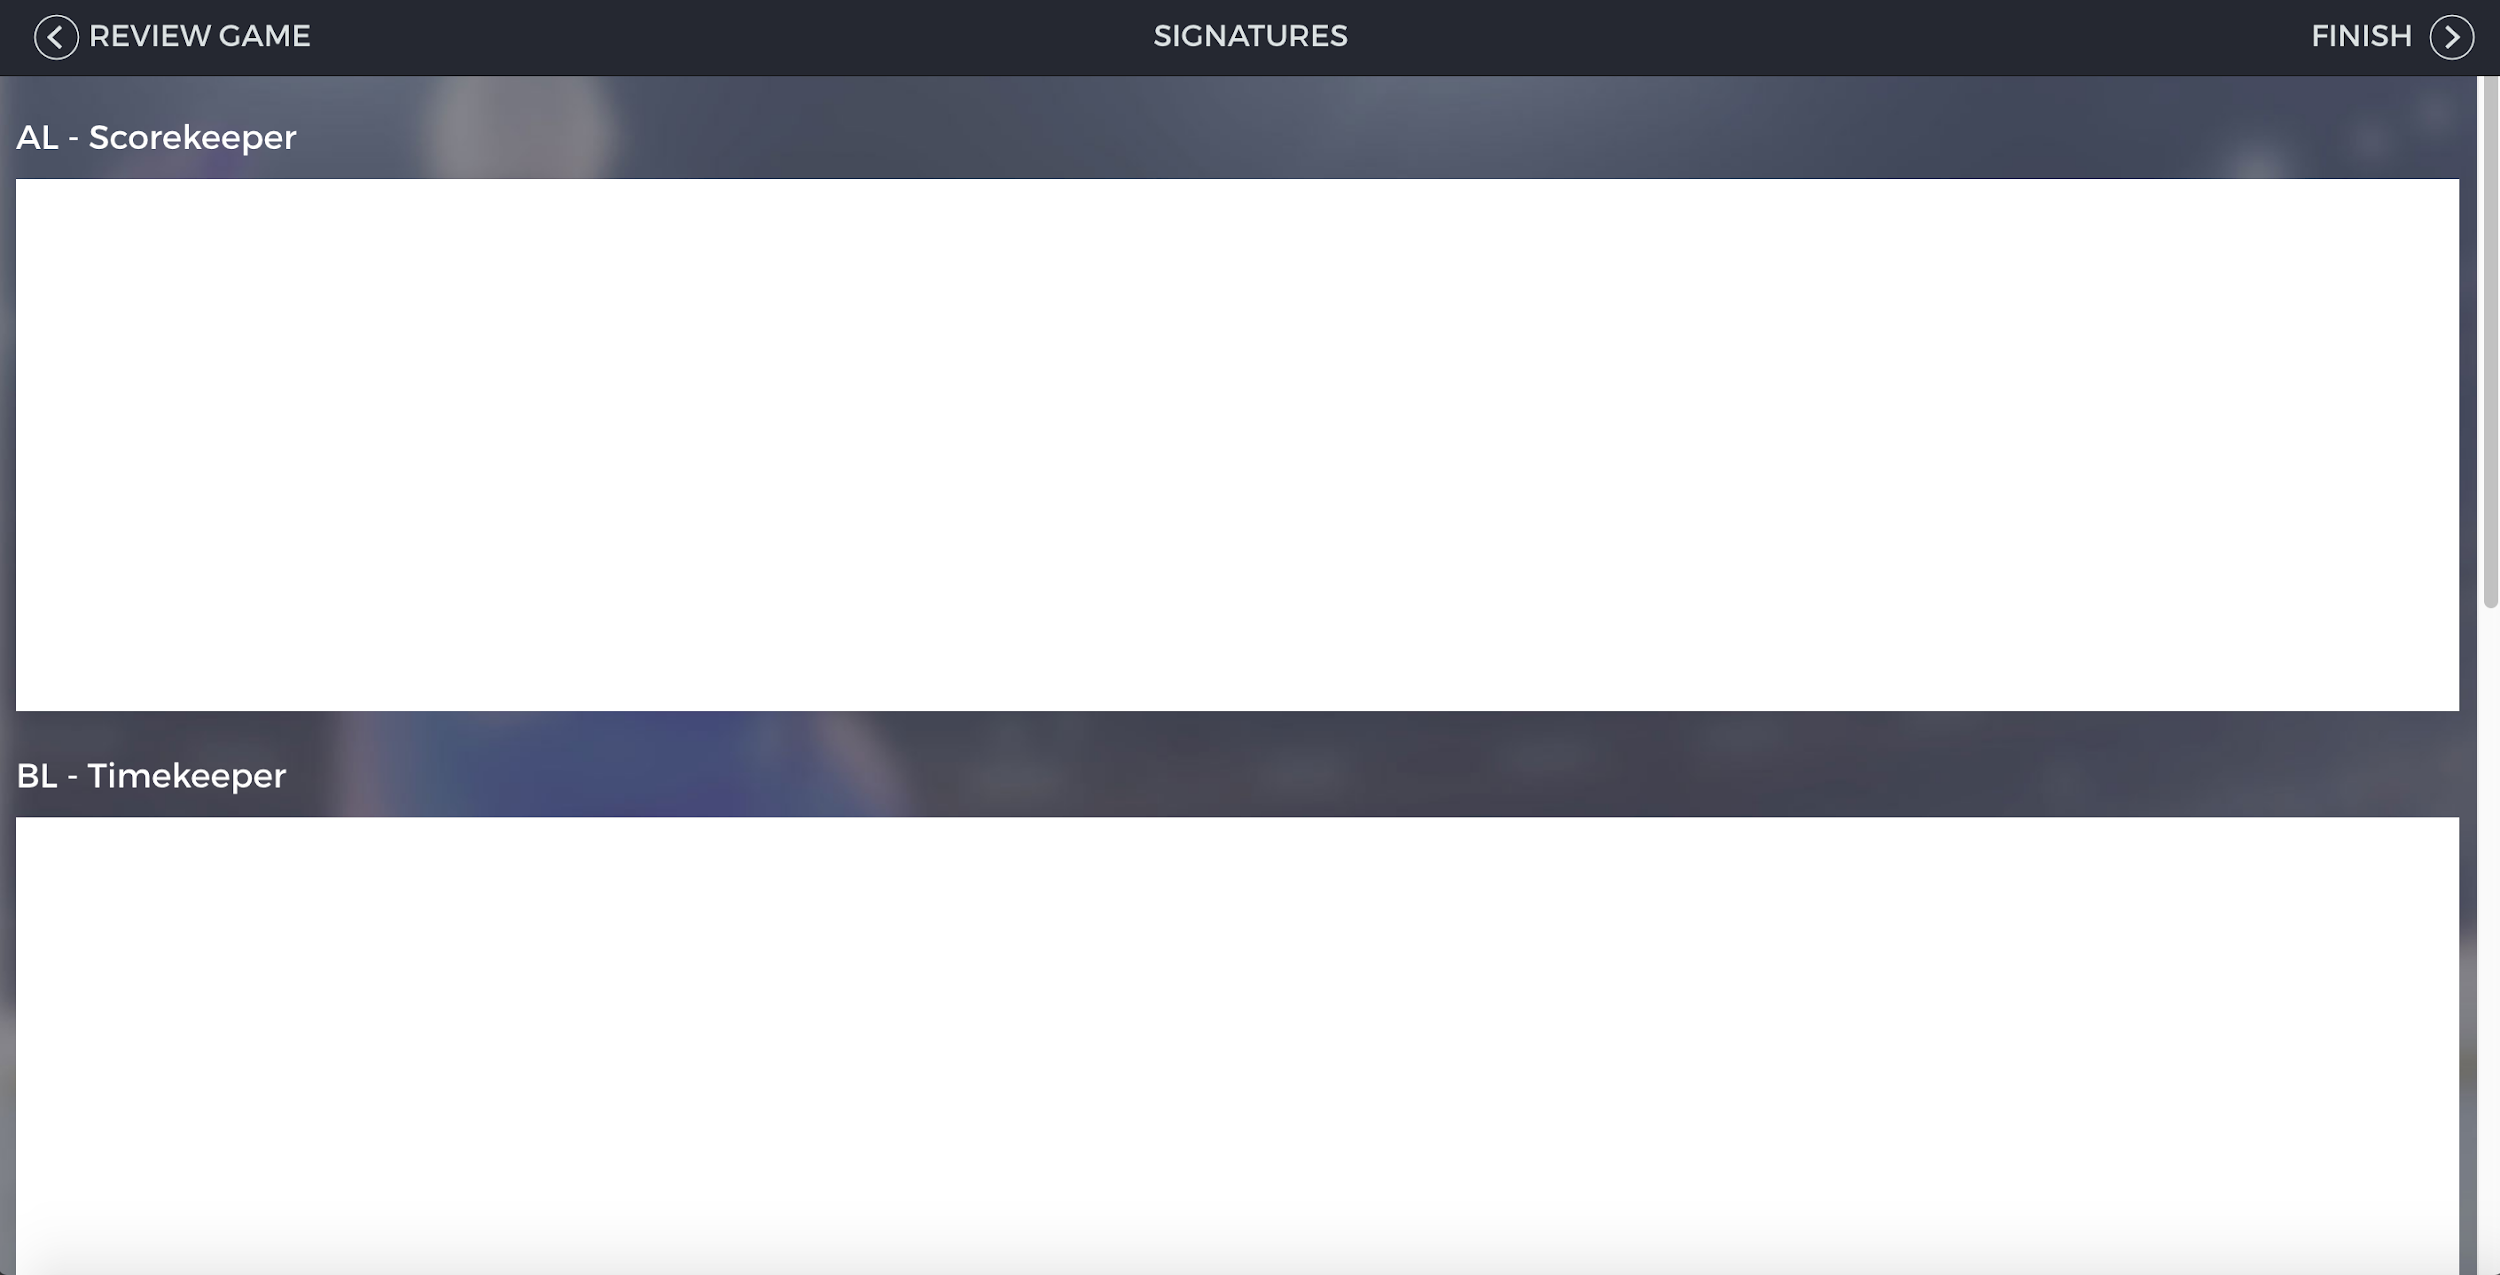 REVIEW GAME
SIGNATURES
FINISH
AL - Scorekeeper
BL - Timekeeper